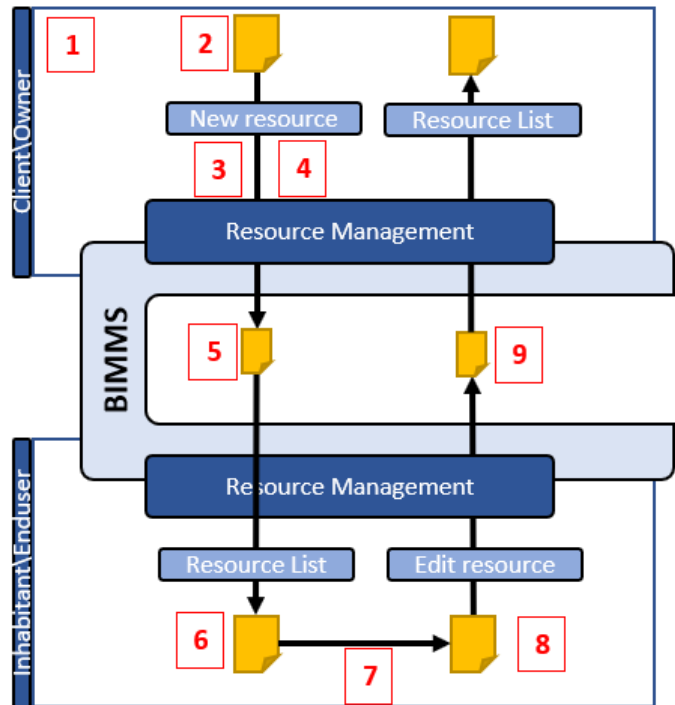 1
2
New resource
Resource List
3
4
Client\Owner
Resource Management
BIMMS
5
9
Resource Management
Inhabitant\Enduser
Resource List
Edit resource
6
7
8